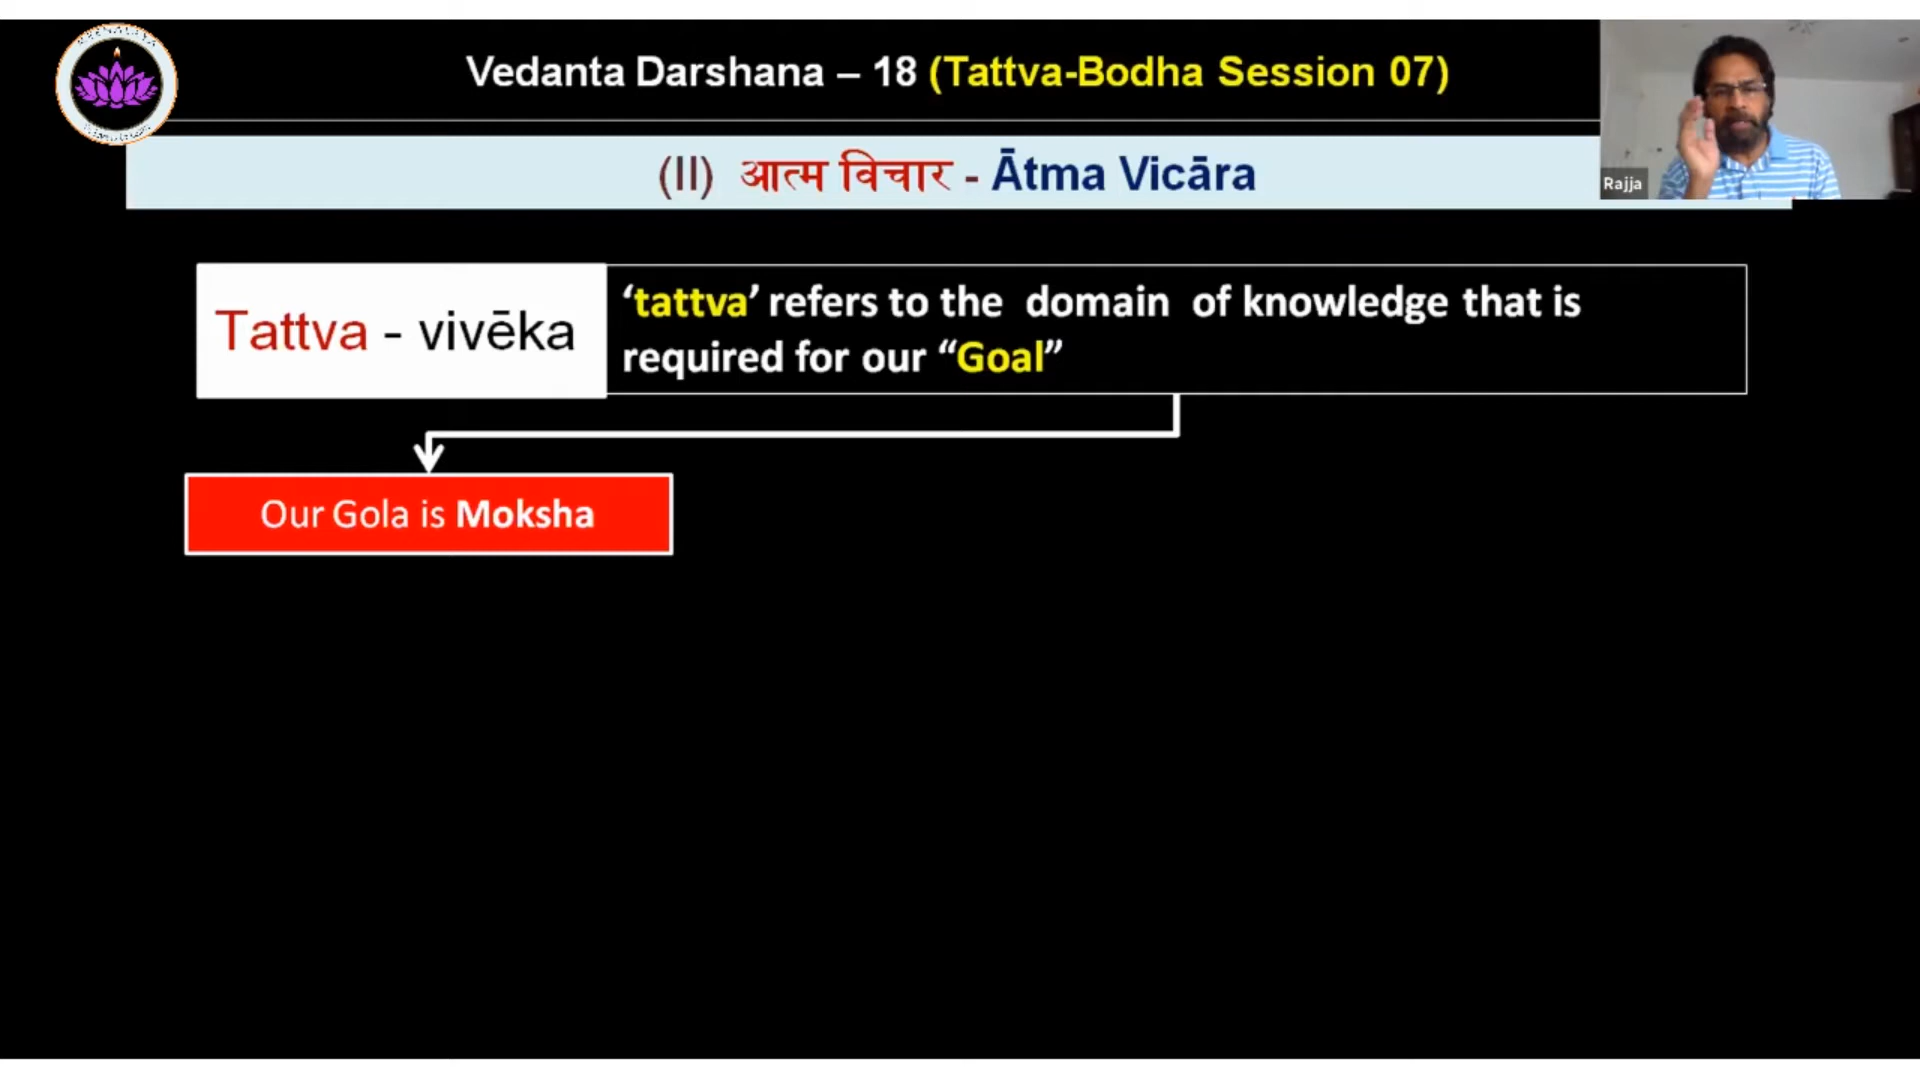 Vedanta Darshana – 18 (Tattva-Bodha Session 07)
(II) आत्म विचार - Ātma Vicāra
Rajja
Tattva - vivēka
‘tattva’ refers to the domain of knowledge that is
required for our “Goal”
Our Gola is Moksha